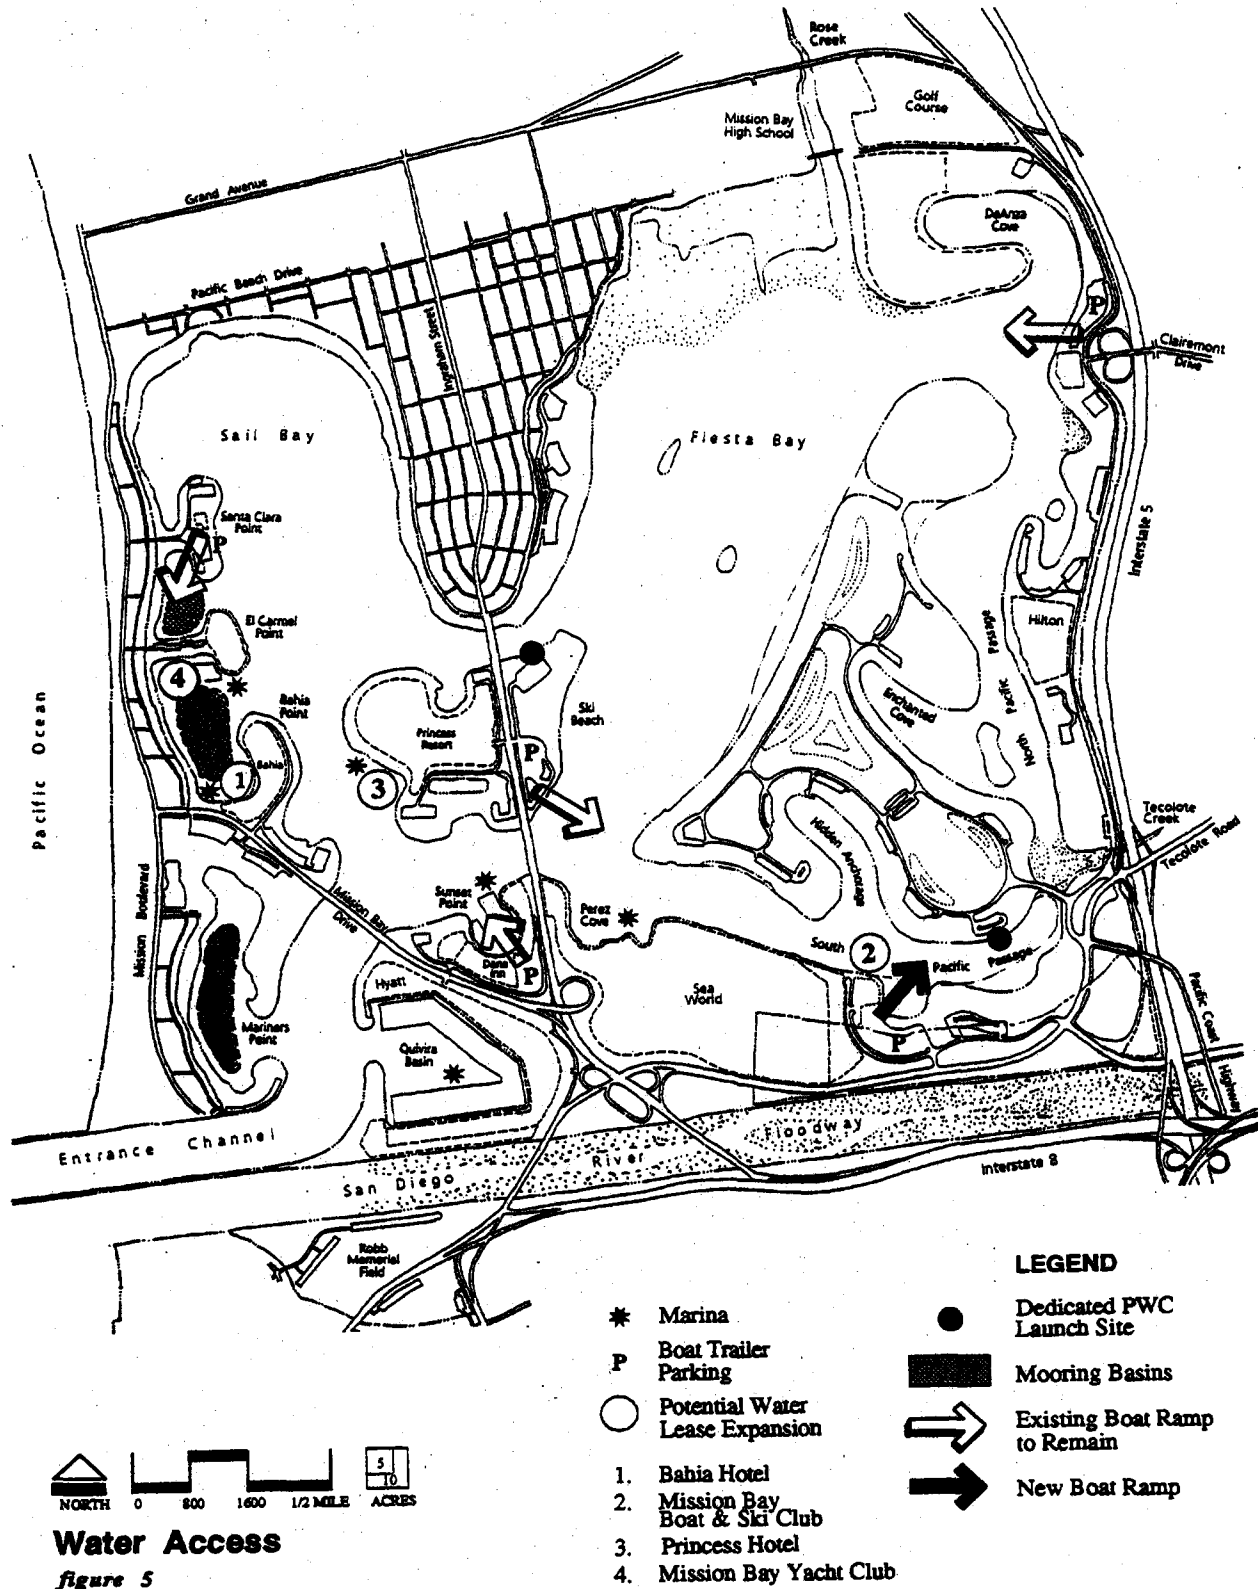 Rose
Creek
Golf
Course
Mission Bay
High School
Grand Avenue
DeAnza
Cove
Pacific Beach Drive
P
Ingraham Street
Clairemont
Drive
Sail Bay
Fiesta Bay
Santa Clara
Point
P
Interstate 5
El Carmel
Point
Hilton
4
Pacific Ocean
Bahia
Point
Ski
Beach
Enchanted
Cove
North Pacific Passage
Princess
Resort
P
Bahia
1
3
Tecolote
Creek
Tecolote Road
Hidden Anchorage
Mission Boulevard
Mission Bay
Drive
Sunset
Point
Perez
Cove
South
2
Pacific
Passage
Dana
Inn
P
Hyatt
Sea
World
Pacific Coast
Highway
Mariners
Point
Quivira
Basin
P
Entrance Channel
San Diego
River
Floodway
Interstate 8
Robb
Memorial
Field
LEGEND
Marina
P
Boat Trailer
Parking
Potential Water
Lease Expansion
1. Bahia Hotel
2. Mission Bay
Boat & Ski Club
3. Princess Hotel
4. Mission Bay Yacht Club
Dedicated PWC
Launch Site
Mooring Basins
Existing Boat Ramp
to Remain
New Boat Ramp
5
10
NORTH 0 800 1600 1/2 MILE ACRES
Water Access
figure 5